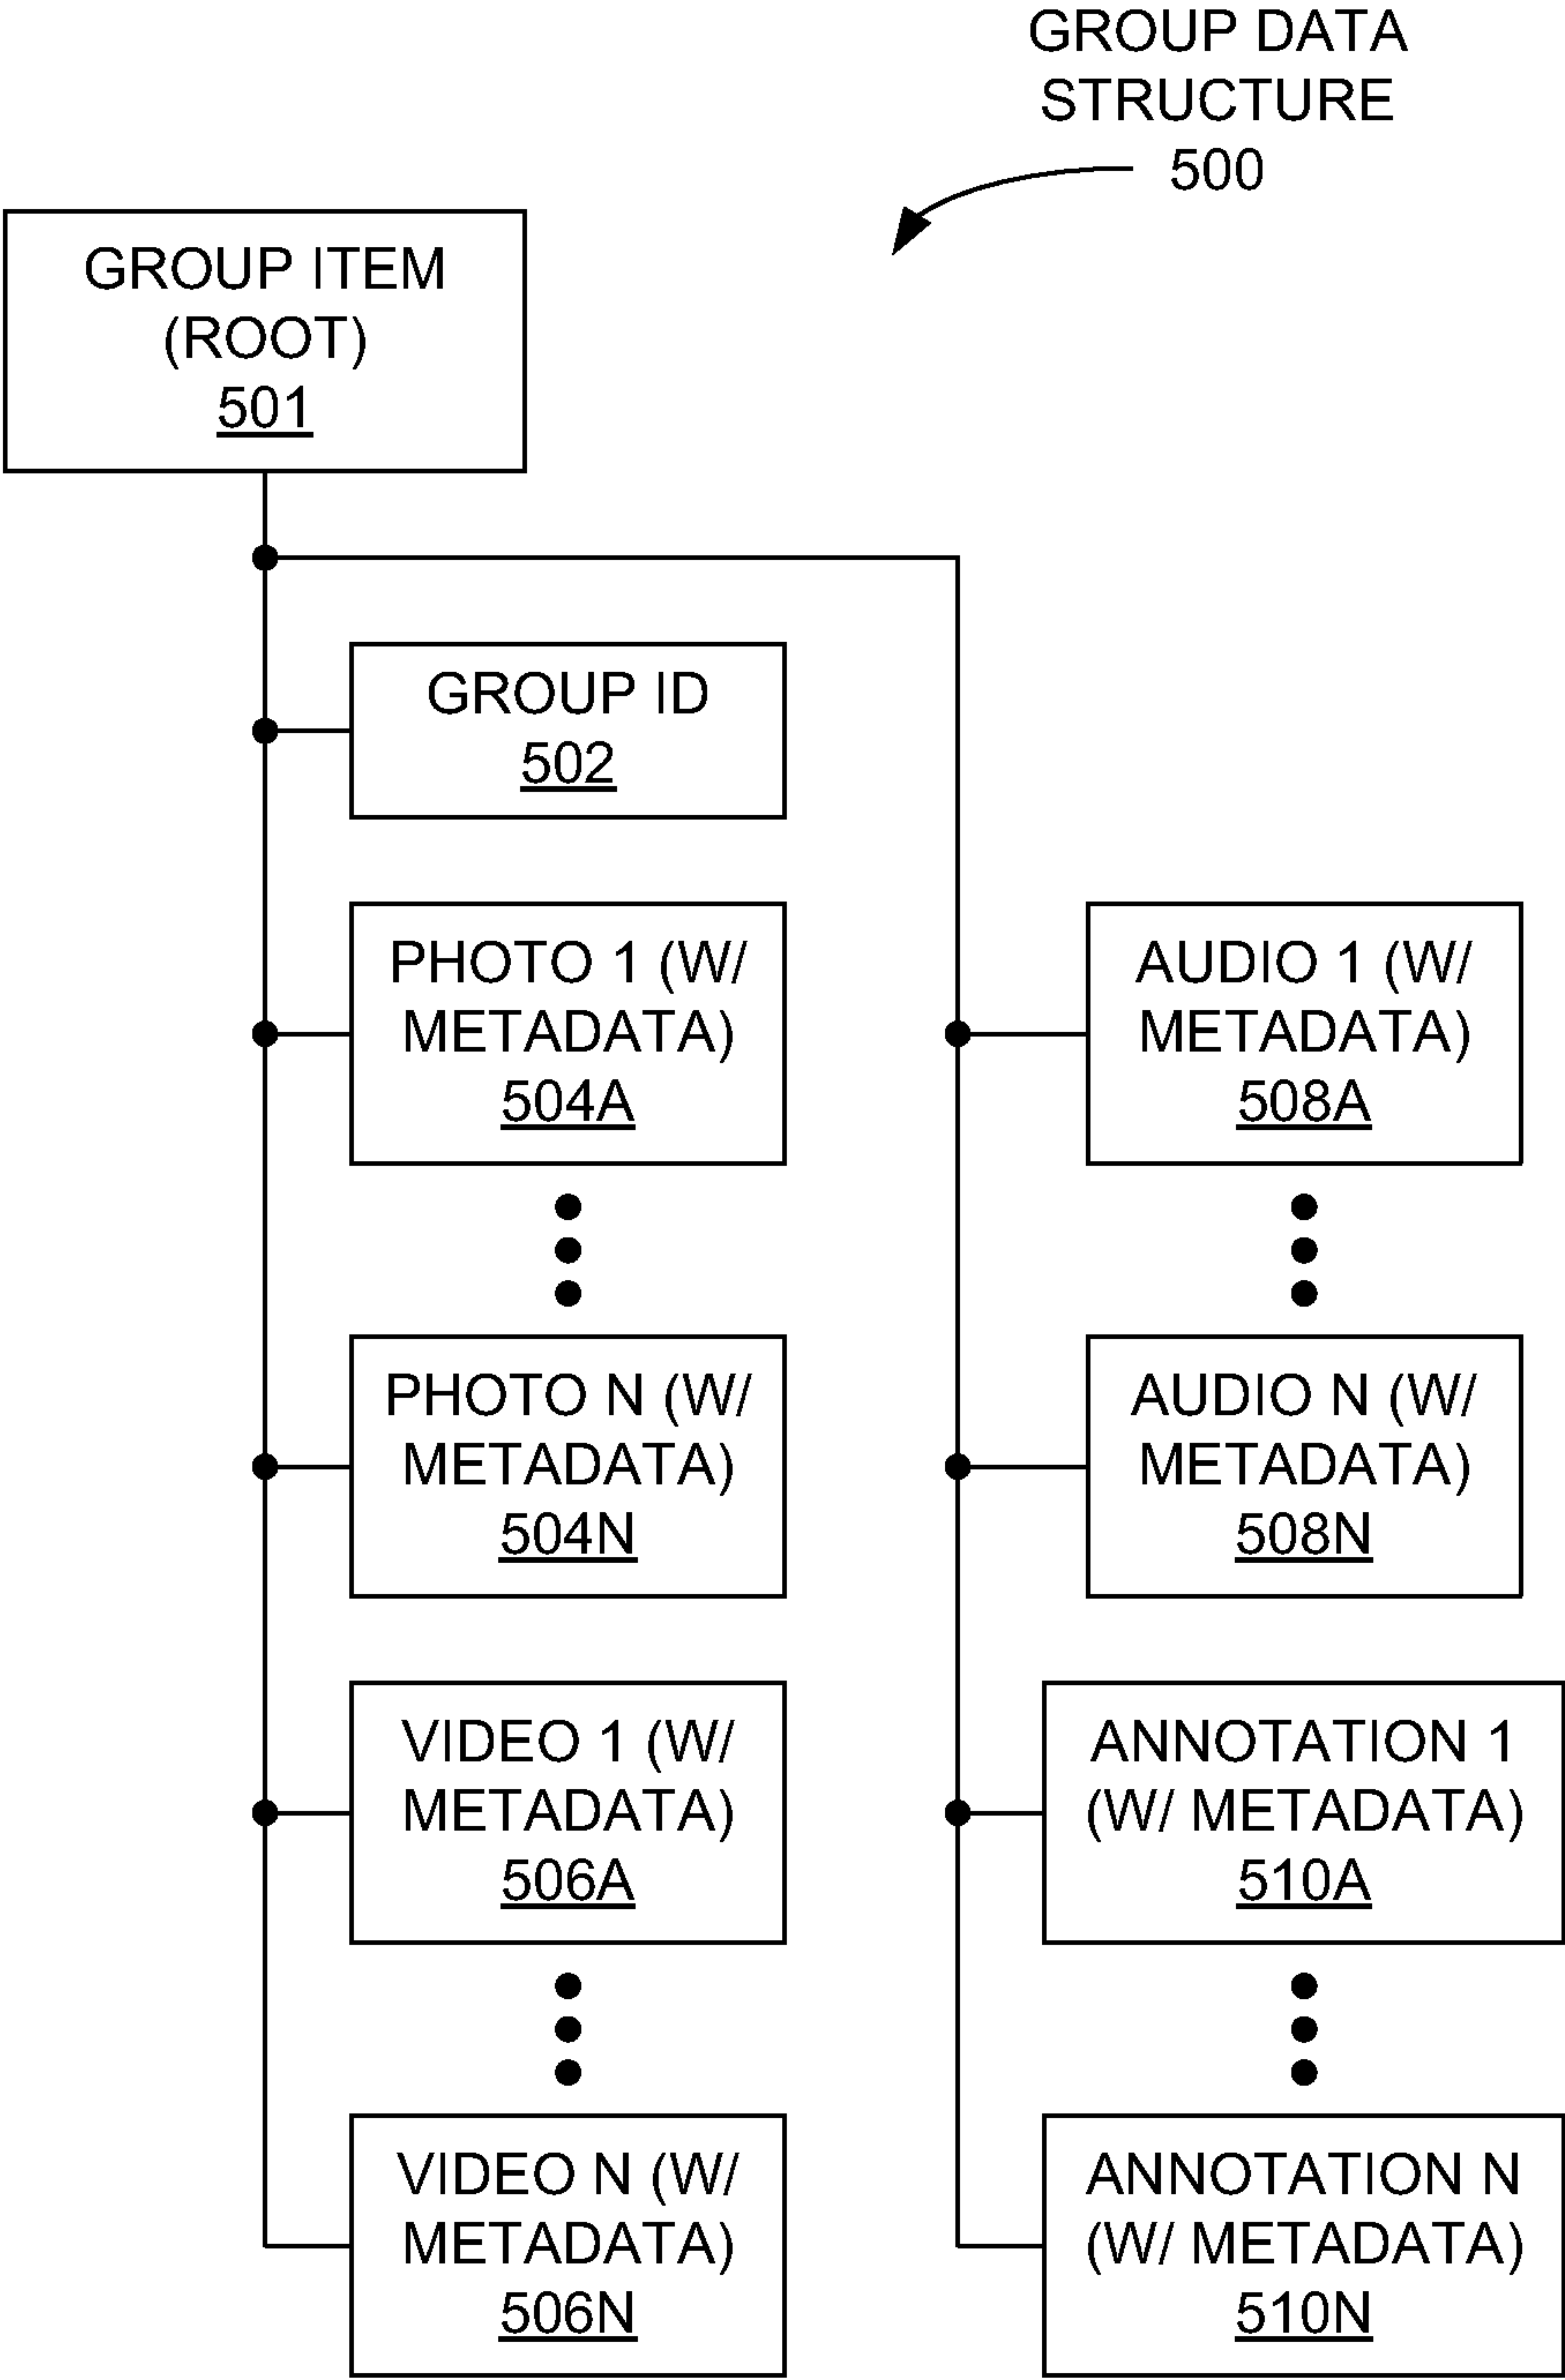 GROUP DATA
STRUCTURE
500
GROUP ITEM
(ROOT)
501
GROUP ID
502
PHOTO 1 (W/
METADATA)
504A
PHOTO N (W/
METADATA)
504N
VIDEO 1 (W/
METADATA)
506A
VIDEO N (W/
METADATA)
506N
AUDIO 1 (W/
METADATA)
508A
AUDIO N (W/
METADATA)
508N
ANNOTATION 1
(W/ METADATA)
510A
ANNOTATION N
(W/ METADATA)
510N